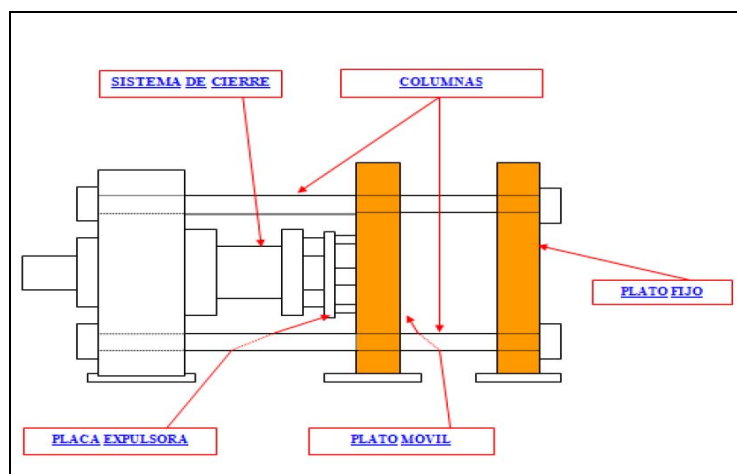 SISTEMA DE CIERRE
COLUMNAS
PLATO FIJO
PLACA EXPULSORA
PLATO MOVIL